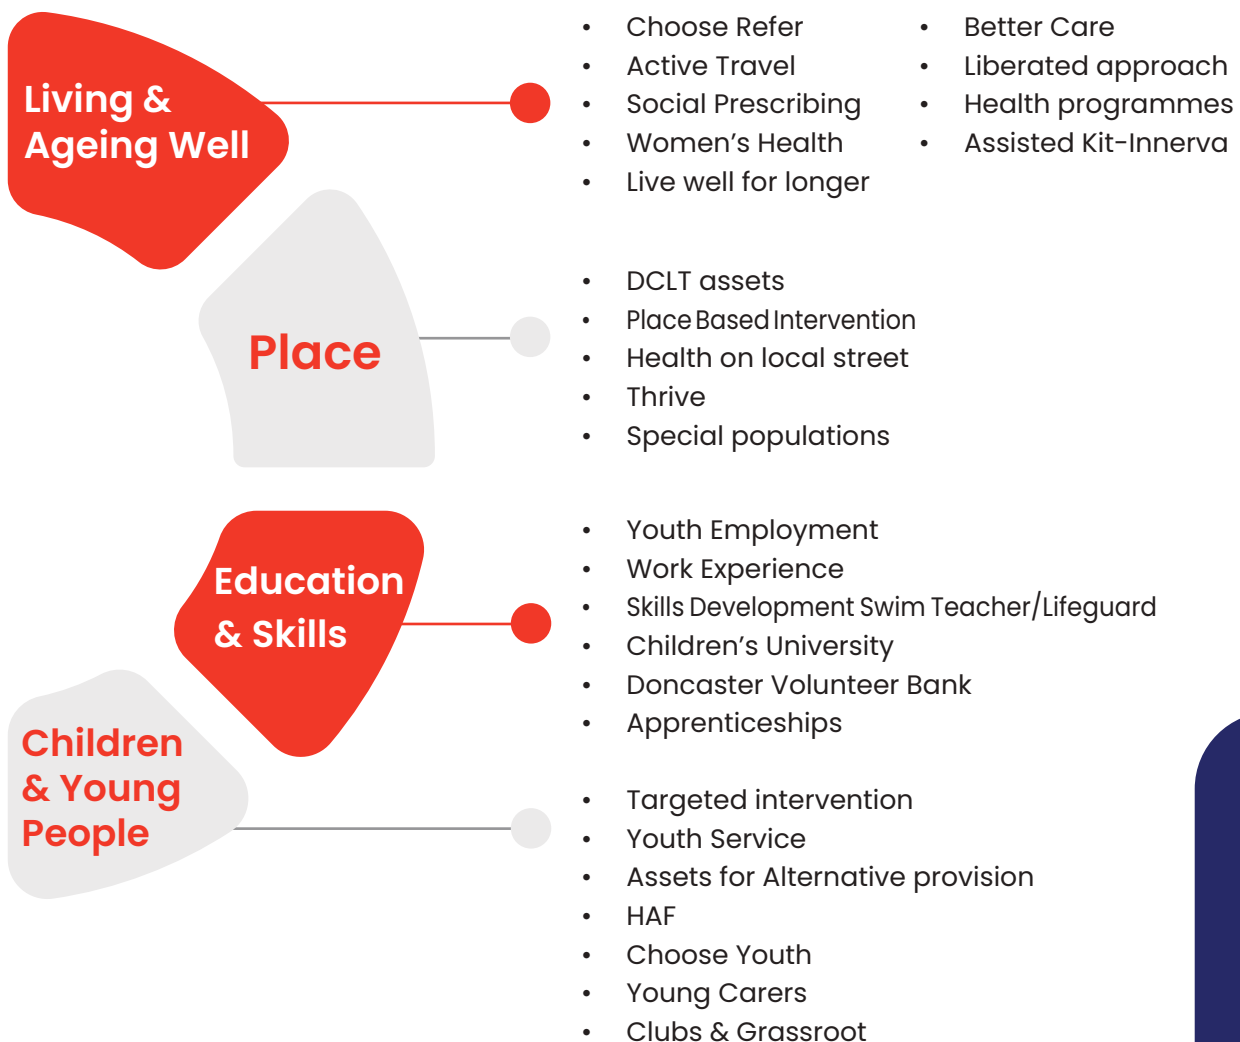 Living &
Ageing Well
• Choose Refer
• Active Travel
• Social Prescribing
• Women’s Health
• Live well for longer
• Better Care
• Liberated approach
• Health programmes
• Assisted Kit-Innerva
Place
• DCLT assets
• Place Based Intervention
• Health on local street
• Thrive
• Special populations
Education
& Skills
• Youth Employment
• Work Experience
• Skills Development Swim Teacher/Lifeguard
• Children’s University
• Doncaster Volunteer Bank
• Apprenticeships
Children
& Young
People
• Targeted intervention
• Youth Service
• Assets for Alternative provision
• HAF
• Choose Youth
• Young Carers
• Clubs & Grassroot